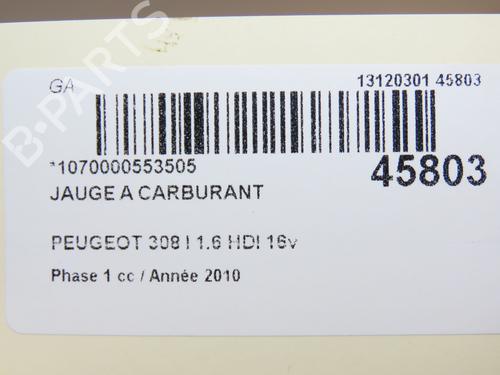 B-PARTS
GA
13120301 45803
*1070000553505
45803
JAUGE A CARBURANT
PEUGEOT 308 I 1.6 HDI 16v
Phase 1 cc / Année 2010